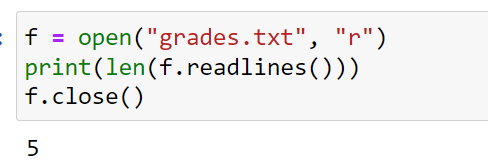 f = open("grades.txt", "r")
print(len(f.readlines()))
f.close()
5